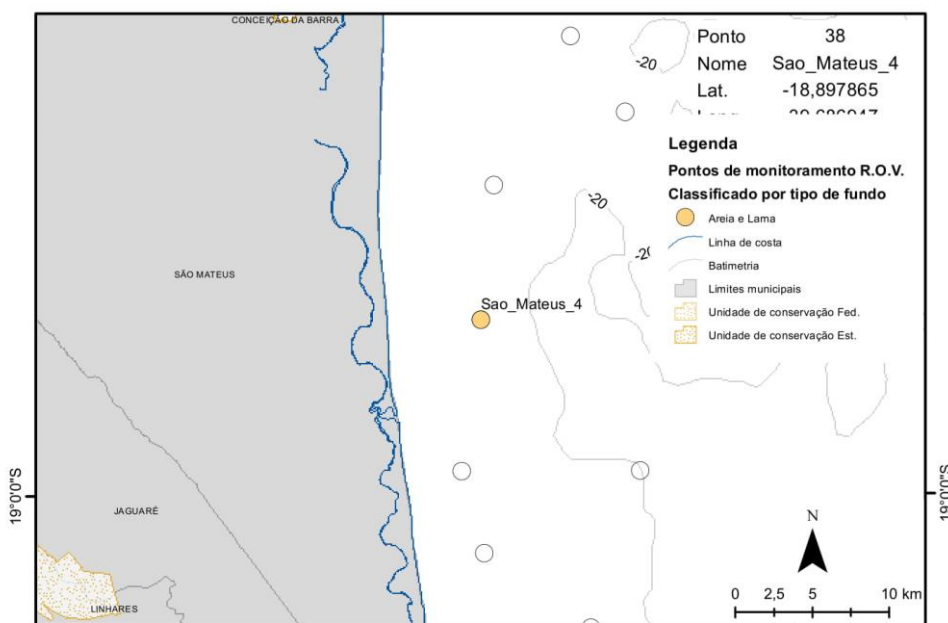 CONCEIÇÃO DA BARRA
Ponto 38
Nome Sao_Mateus_4
Lat. -18,897865
-20
Legenda
Pontos de monitoramento R.O.V.
Classificado por tipo de fundo
Areia e Lama
Linha de costa
Batimetria
Limites municipais
Unidade de conservação Fed.
Unidade de conservação Est.
-20
SÃO MATEUS
Sao_Mateus_4
19°0'0"S
19°0'0"S
JAGUARÉ
LINHARES
N
0 2,5 5 10 km